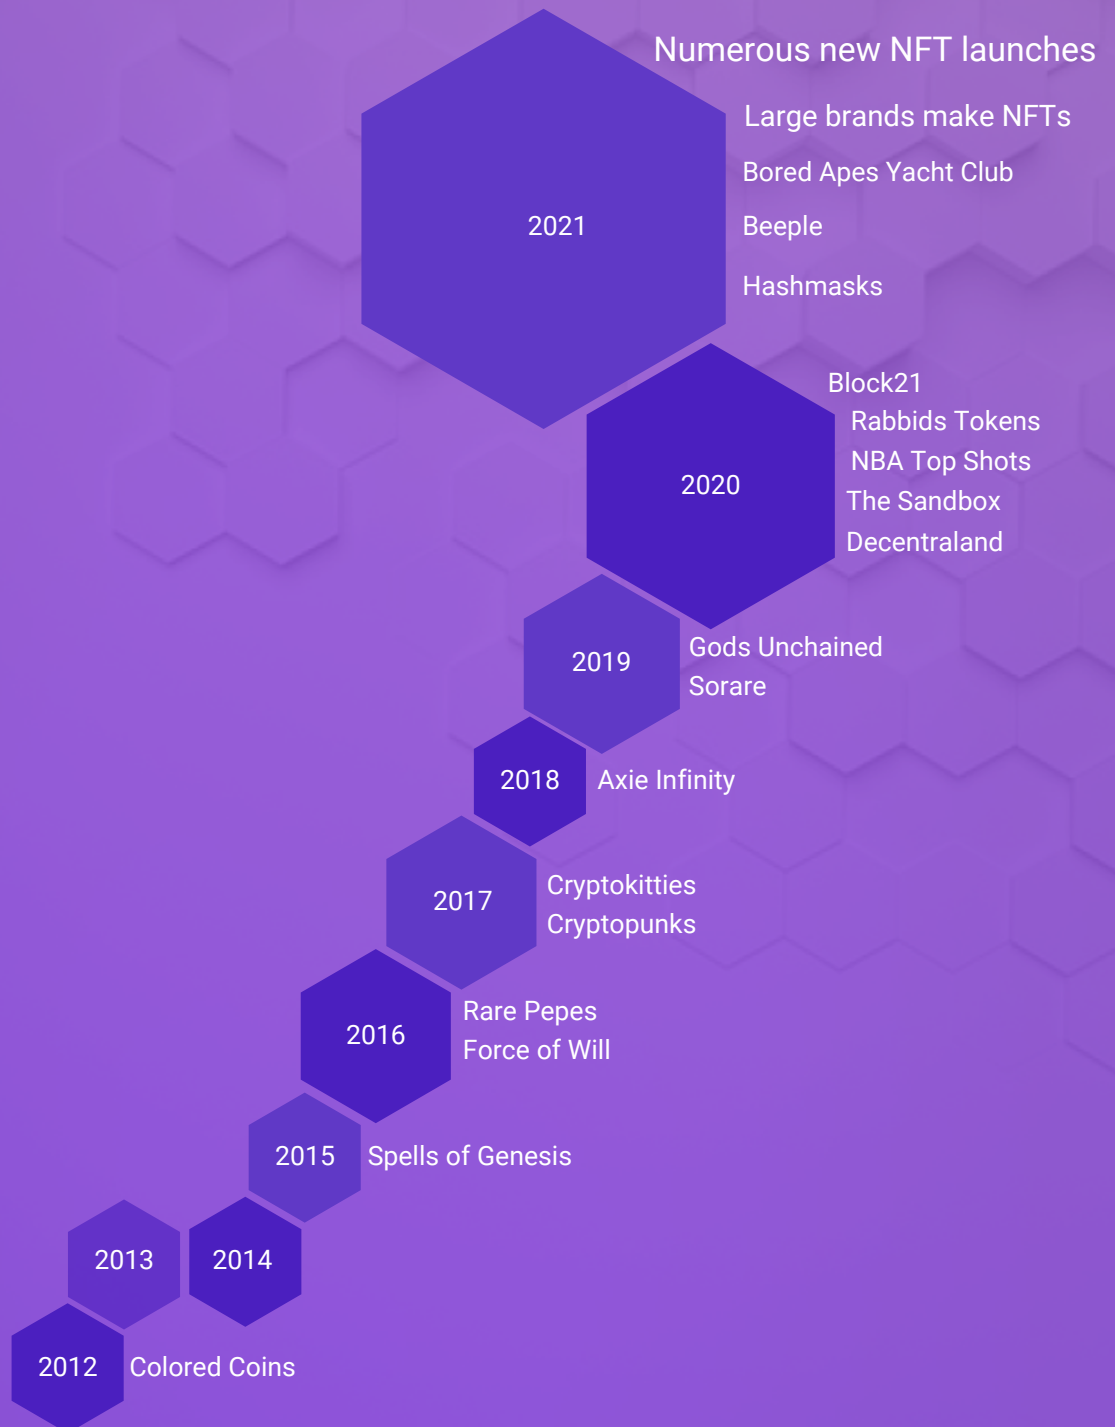 Numerous new NFT launches
Large brands make NFTs
Bored Apes Yacht Club
2021
Beeple
Hashmasks
Block21
Rabbids Tokens
NBA Top Shots
2020
The Sandbox
Decentraland
Gods Unchained
2019
Sorare
2018
Axie Infinity
Cryptokitties
2017
Cryptopunks
Rare Pepes
2016
Force of Will
2015
Spells of Genesis
2013
2014
2012
Colored Coins